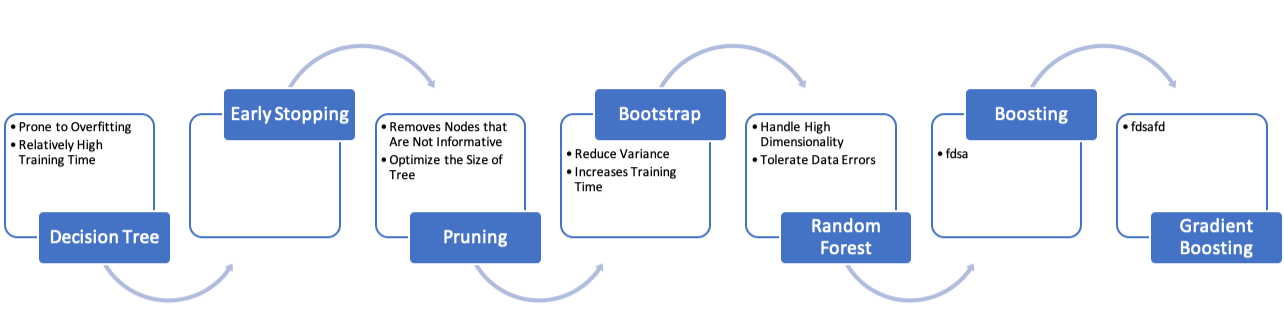 • Prone to Overfitting
• Relatively High
Training Time
Decision Tree
Early Stopping
• Removes Nodes that
Are Not Informative
• Optimize the Size of
Tree
Pruning
Bootstrap
• Reduce Variance
• Increases Training
Time
• Handle High
Dimensionality
• Tolerate Data Errors
Random
Forest
Boosting
• fdsa
• fdsafd
Gradient
Boosting